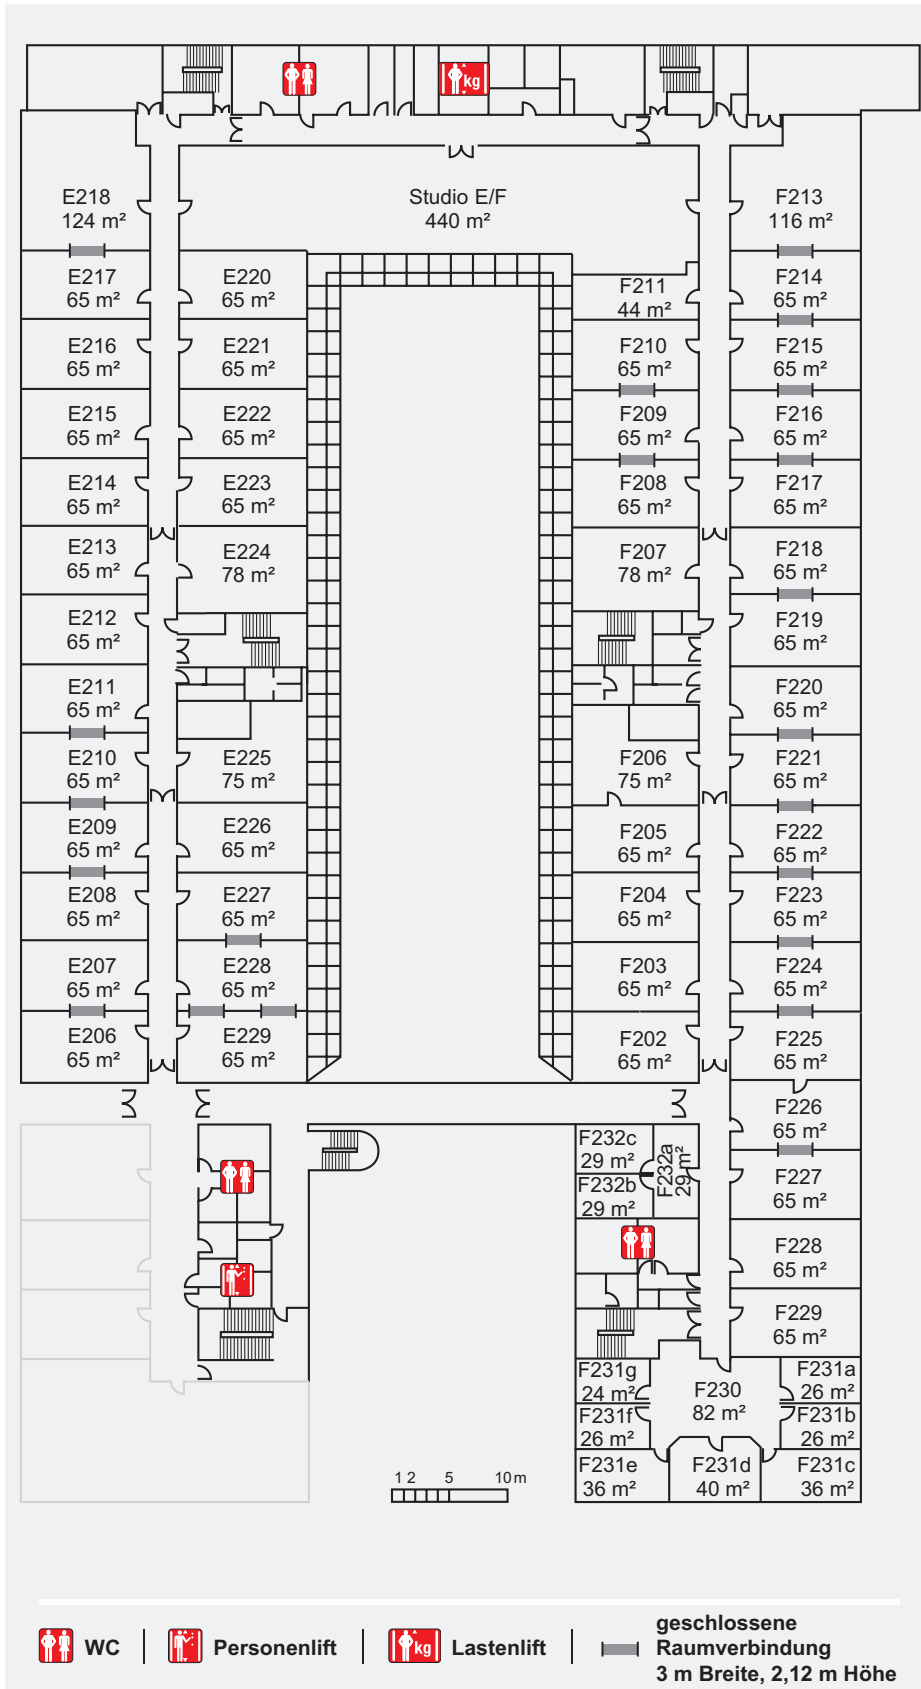 kg
E218
124 m²
Studio E/F
440 m²
F213
116 m²
E217
65 m²
E220
65 m²
F211
44 m²
F214
65 m²
E216
65 m²
E221
65 m²
F210
65 m²
F215
65 m²
E215
65 m²
E222
65 m²
F209
65 m²
F216
65 m²
E214
65 m²
E223
65 m²
F208
65 m²
F217
65 m²
E213
65 m²
E224
78 m²
F207
78 m²
F218
65 m²
E212
65 m²
F219
65 m²
E211
65 m²
F220
65 m²
E210
65 m²
E225
75 m²
F206
75 m²
F221
65 m²
E209
65 m²
E226
65 m²
F205
65 m²
F222
65 m²
E208
65 m²
E227
65 m²
F204
65 m²
F223
65 m²
E207
65 m²
E228
65 m²
F203
65 m²
F224
65 m²
E206
65 m²
E229
65 m²
F202
65 m²
F225
65 m²
F226
65 m²
F232c
29 m²
F232a
29 m²
F232b
29 m²
F227
65 m²
F228
65 m²
F229
65 m²
F231g
24 m²
F230
82 m²
F231a
26 m²
F231f
26 m²
F231b
26 m²
F231e
36 m²
F231d
40 m²
F231c
36 m²
1 2 5 10 m
WC
Personenlift
kg
Lastenlift
geschlossene
Raumverbindung
3 m Breite, 2,12 m Höhe